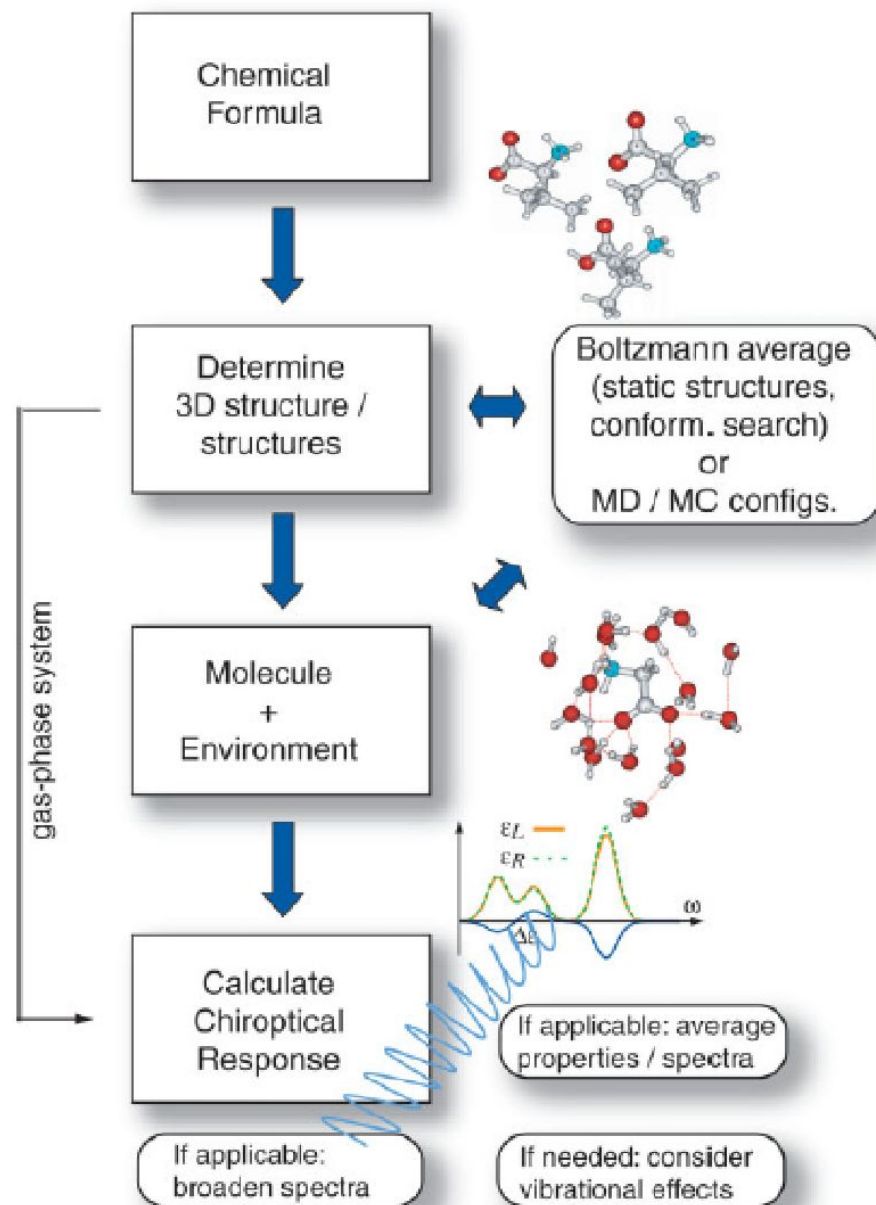 Chemical
Formula
Determine
3D structure /
structures
Boltzmann average
(static structures,
conform. search)
or
MD / MC configs.
gas-phase system
Molecule
+
Environment
εL
εR
ω
Δε
Calculate
Chiroptical
Response
If applicable: average
properties / spectra
If applicable:
broaden spectra
If needed: consider
vibrational effects